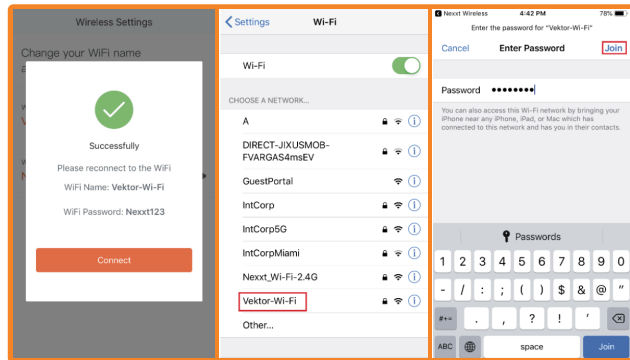 Wireless Settings
Change your WiFi name
Successfully
Please reconnect to the WiFi
WiFi Name: Vektor-Wi-Fi
WiFi Password: Nexxt123
Connect
Settings
Wi-Fi
Wi-Fi
CHOOSE A NETWORK...
A
DIRECT-JIXUSMOB-
FVARGAS4msEV
GuestPortal
IntCorp
IntCorp5G
IntCorpMiami
Nexxt_Wi-Fi-2.4G
Vektor-Wi-Fi
Other...
Nexxt Wireless 4:42 PM 78%
Enter the password for "Vektor-Wi-Fi"
Cancel Enter Password Join
Password ••••••••
You can also access this Wi-Fi network by bringing your
iPhone near any iPhone, iPad, or Mac which has
connected to this network and has you in their contacts.
Passwords
1 2 3 4 5 6 7 8 9 0
- / : ; ( ) $ & @ "
#+= . , ? ! '
ABC space Join